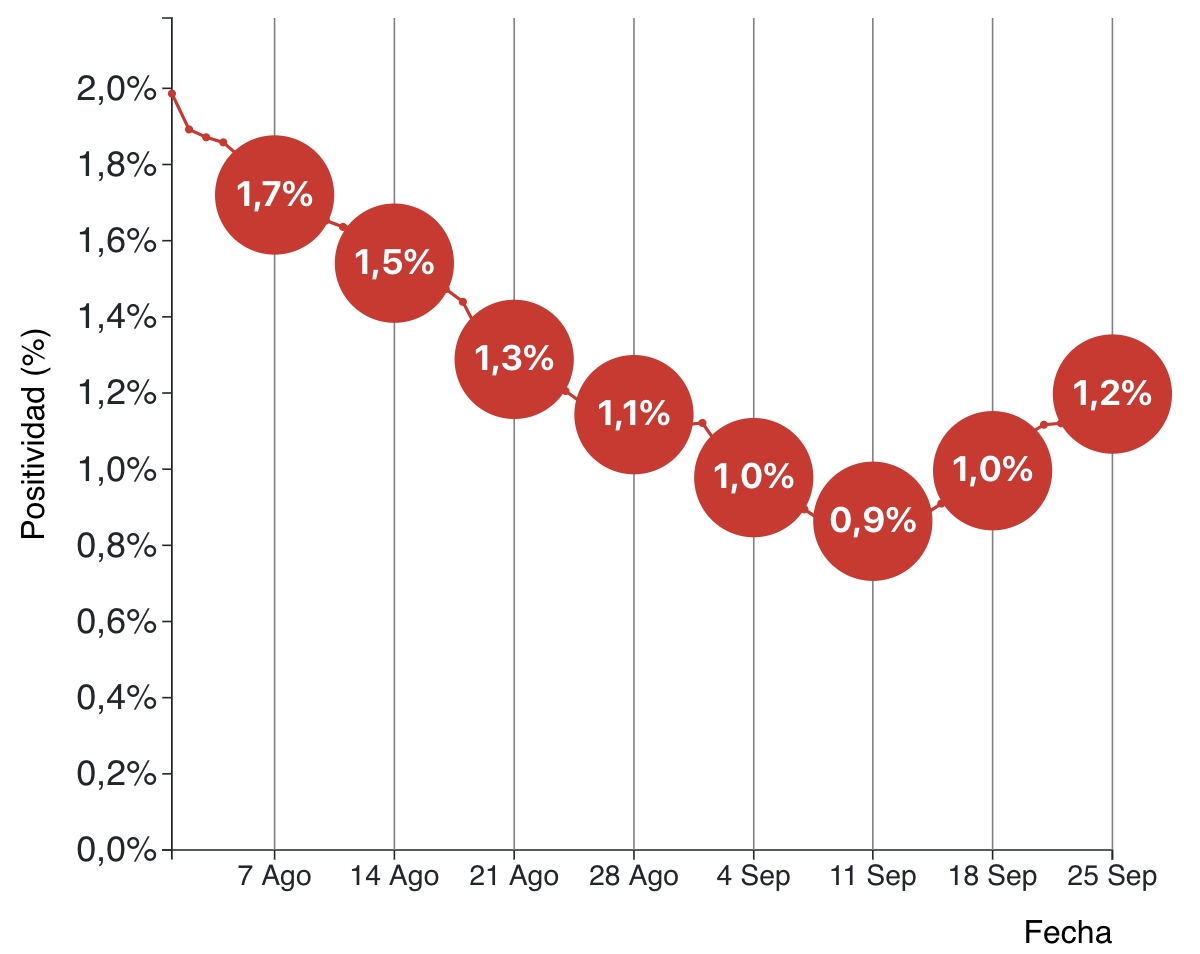 2,0%
1,8%
1,6%
1,4%
1,2%
1,0%
0,8%
0,6%
0,4%
0,2%
0,0%
Positividad (%)
1,7%
1,5%
1,3%
1,1%
1,0%
0,9%
1,0%
1,2%
7 Ago
14 Ago
21 Ago
28 Ago
4 Sep
11 Sep
18 Sep
25 Sep
Fecha